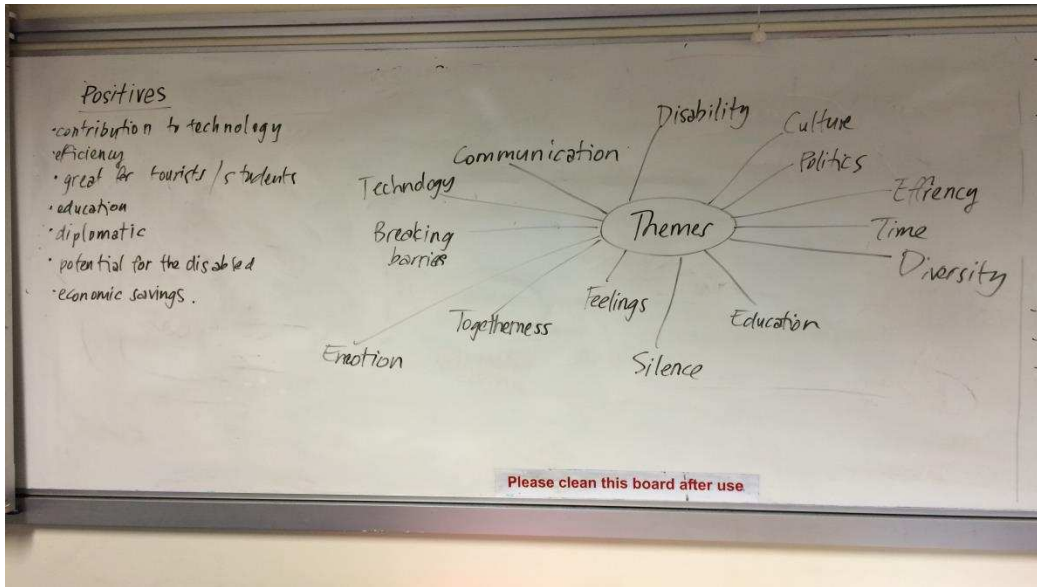 Positives
• contribution to technology
• efficiency
• great for tourists / students
• education
• diplomatic
• potential for the disabled
• economic savings.
Disability
Culture
Communication
Politics
Technology
Effiency
Themes
Breaking
barries
Time
Diversity
Feelings
Togetherness
Education
Emotion
Silence
Please clean this board after use